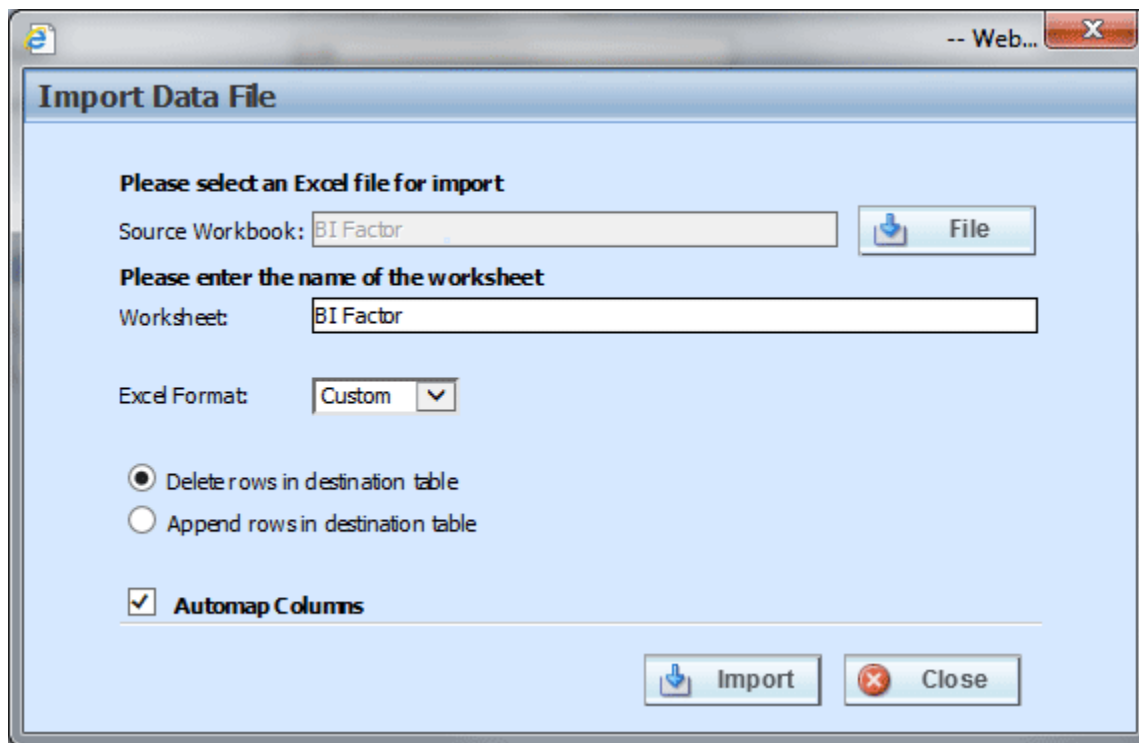 -- Web...
Import Data File
Please select an Excel file for import
Source Workbook: BI Factor File
Please enter the name of the worksheet
Worksheet: BI Factor
Excel Format: Custom
Delete rows in destination table
Append rows in destination table
Automap Columns
Import Close